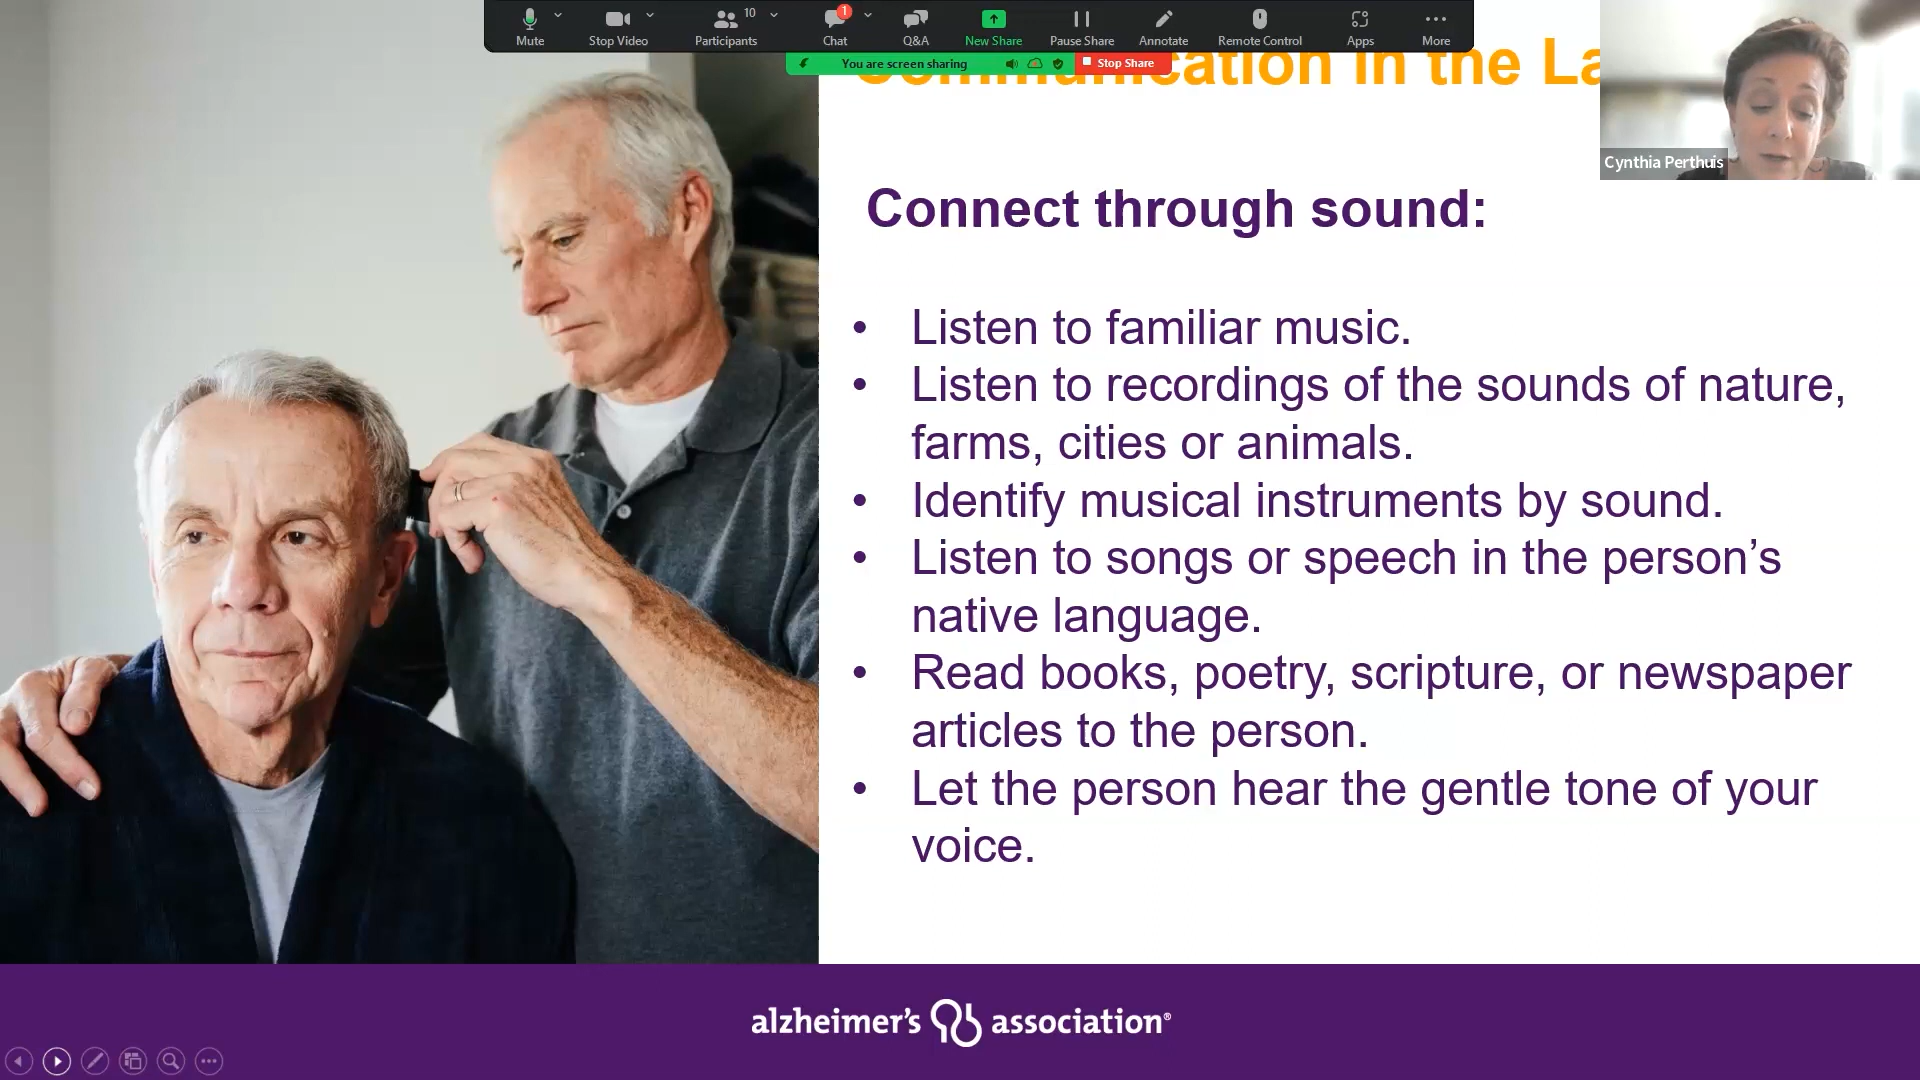 10
1
Mute
Stop Video
Participants
Chat
Q&A
New Share
Pause Share
Annotate
Remote Control
Apps
More
You are screen sharing
Stop Share
Communication in the La
Cynthia Perthuis
Connect through sound:
• Listen to familiar music.
• Listen to recordings of the sounds of nature,
farms, cities or animals.
• Identify musical instruments by sound.
• Listen to songs or speech in the person’s
native language.
• Read books, poetry, scripture, or newspaper
articles to the person.
• Let the person hear the gentle tone of your
voice.
alzheimer's association®